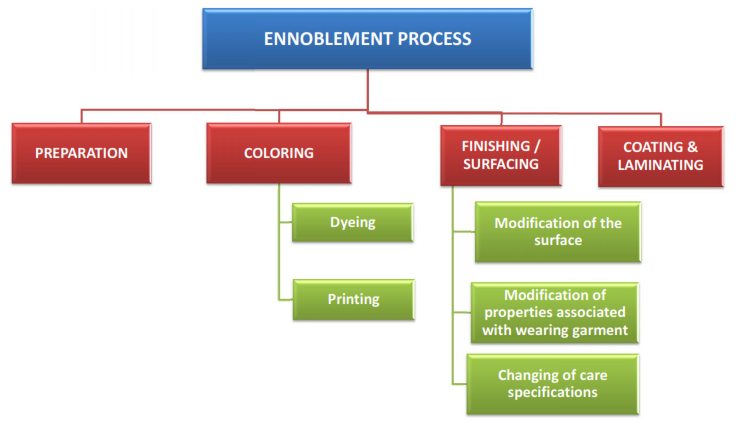 ENNOBLEMENT PROCESS
PREPARATION
COLORING
FINISHING /
SURFACING
COATING &
LAMINATING
Dyeing
Printing
Modification of the
surface
Modification of
properties associated
with wearing garment
Changing of care
specifications